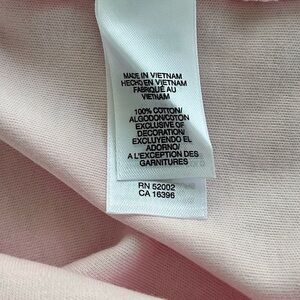 MADE IN VIETNAM
HECHO EN VIETNAM
FABRIQUÉ AU
VIETNAM
100% COTTON/
ALGODON/COTON
EXCLUSIVE OF
DECORATION/
EXCLUYENDO EL
ADORNO/
A L'EXCEPTION DES
GARNITURES
RN 52002
CA 16396